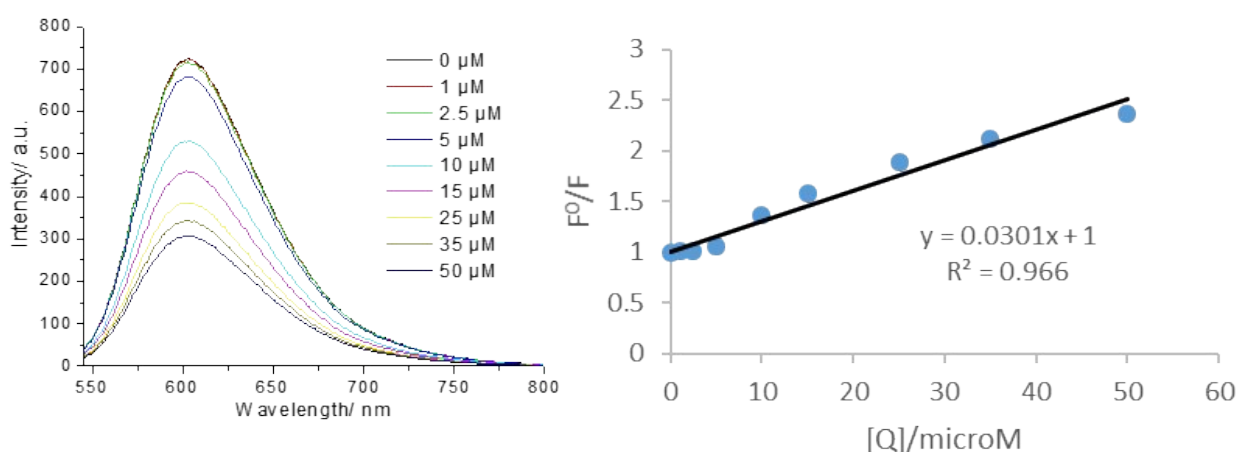 800
700
600
500
400
300
200
100
0
Intensity/ a.u.
550
600
650
700
750
800
Wavelength/ nm
0 µM
1 µM
2.5 µM
5 µM
10 µM
15 µM
25 µM
35 µM
50 µM
3
2.5
2
1.5
1
0.5
0
F⁰/F
y = 0.0301x + 1
R² = 0.966
0
10
20
30
40
50
60
[Q]/microM